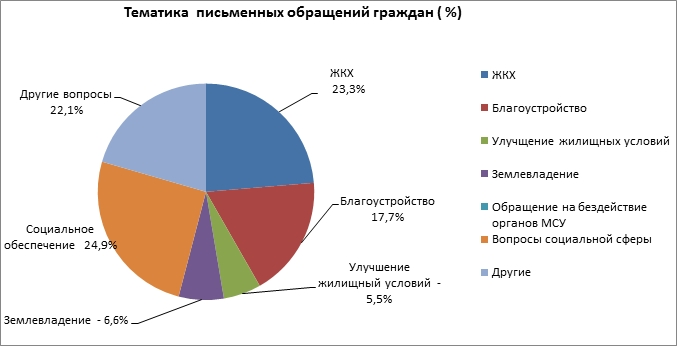 Тематика письменных обращений граждан ( %)
ЖКХ
23,3%
Другие вопросы
22,1%
Благоустройство
17,7%
Социальное
обеспечение 24,9%
Улучшение
жилищный условий -
5,5%
Землевладение - 6,6%
ЖКХ
Благоустройство
Улучщение жилищных условий
Землевладение
Обращение на бездействие
органов МСУ
Вопросы социальной сферы
Другие